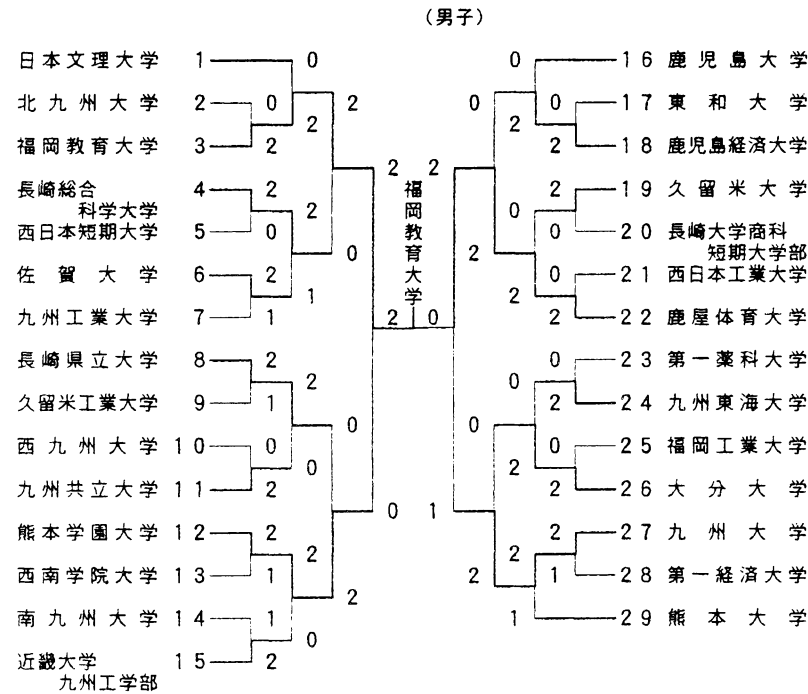 (男子)
日本文理大学 1 0
北九州大学 2 0
2 2
福岡教育大学 3 2
2 2
長崎総合科学大学 4 2
2
西日本短期大学 5 0
0
佐賀大学 6 2
1
九州工業大学 7 1
福岡教育大学
2 0
長崎県立大学 8 2
2
久留米工業大学 9 1
0
西九州大学 10 0
0
九州共立大学 11 2
0 1
熊本学園大学 12 2
2
西南学院大学 13 1
2
南九州大学 14 1
0
近畿大学九州工学部 15 2
0 16 鹿児島大学
0 17 東和大学
0 2
2 18 鹿児島経済大学
2 19 久留米大学
0
0 20 長崎大学商科短期大学部
2
0 21 西日本工業大学
2
2 22 鹿屋体育大学
0 23 第一薬科大学
0
2 24 九州東海大学
0
0 25 福岡工業大学
2
2 26 大分大学
2 27 九州大学
2
1 28 第一経済大学
2
1 29 熊本大学